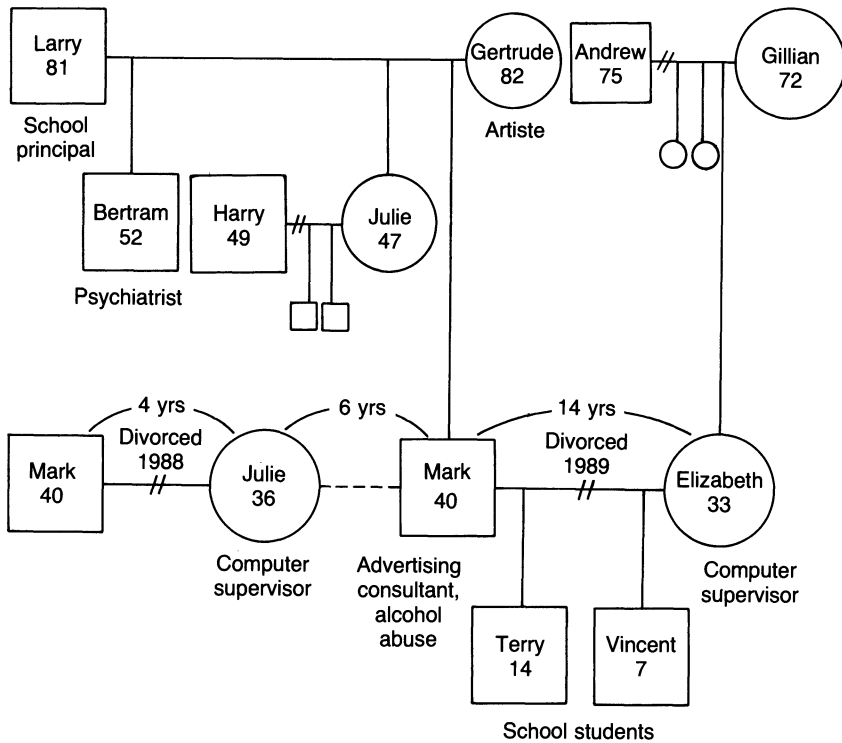 Larry
81
School
principal
Gertrude
82
Artiste
Andrew
75
Gillian
72
Bertram
52
Psychiatrist
Harry
49
Julie
47
4 yrs
6 yrs
14 yrs
Divorced
1988
Divorced
1989
Mark
40
Julie
36
Computer
supervisor
Mark
40
Advertising
consultant,
alcohol
abuse
Elizabeth
33
Computer
supervisor
Terry
14
Vincent
7
School students